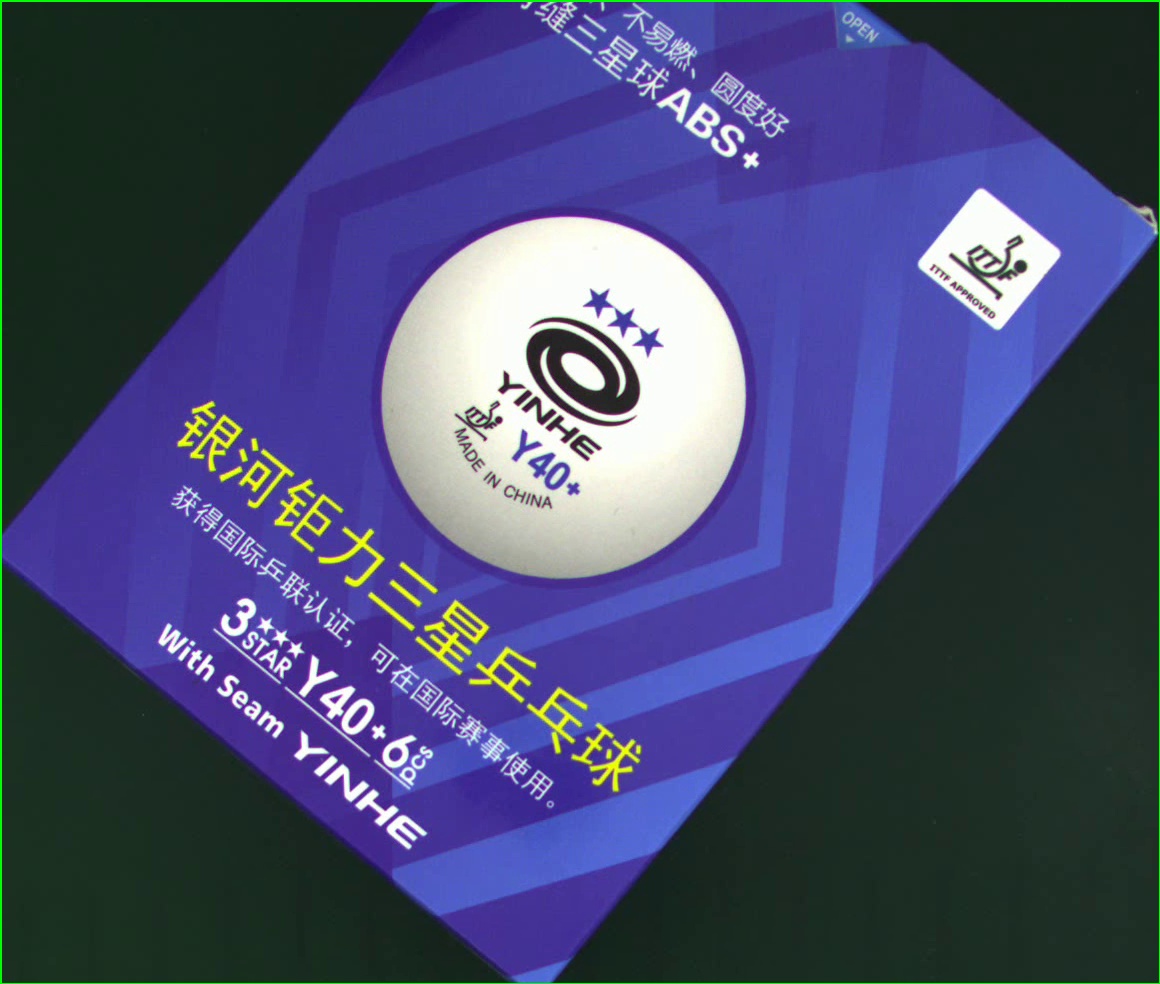 OPEN
不易燃、圆度好
缝三星球ABS+
ITTF
ITTF APPROVED
YINHE
ITTF
Y40+
MADE IN CHINA
银河钜力三星乒乓球
获得国际乒联认证，可在国际赛事使用。
3 STAR Y40+ 6 PCS
With Seam YINHE